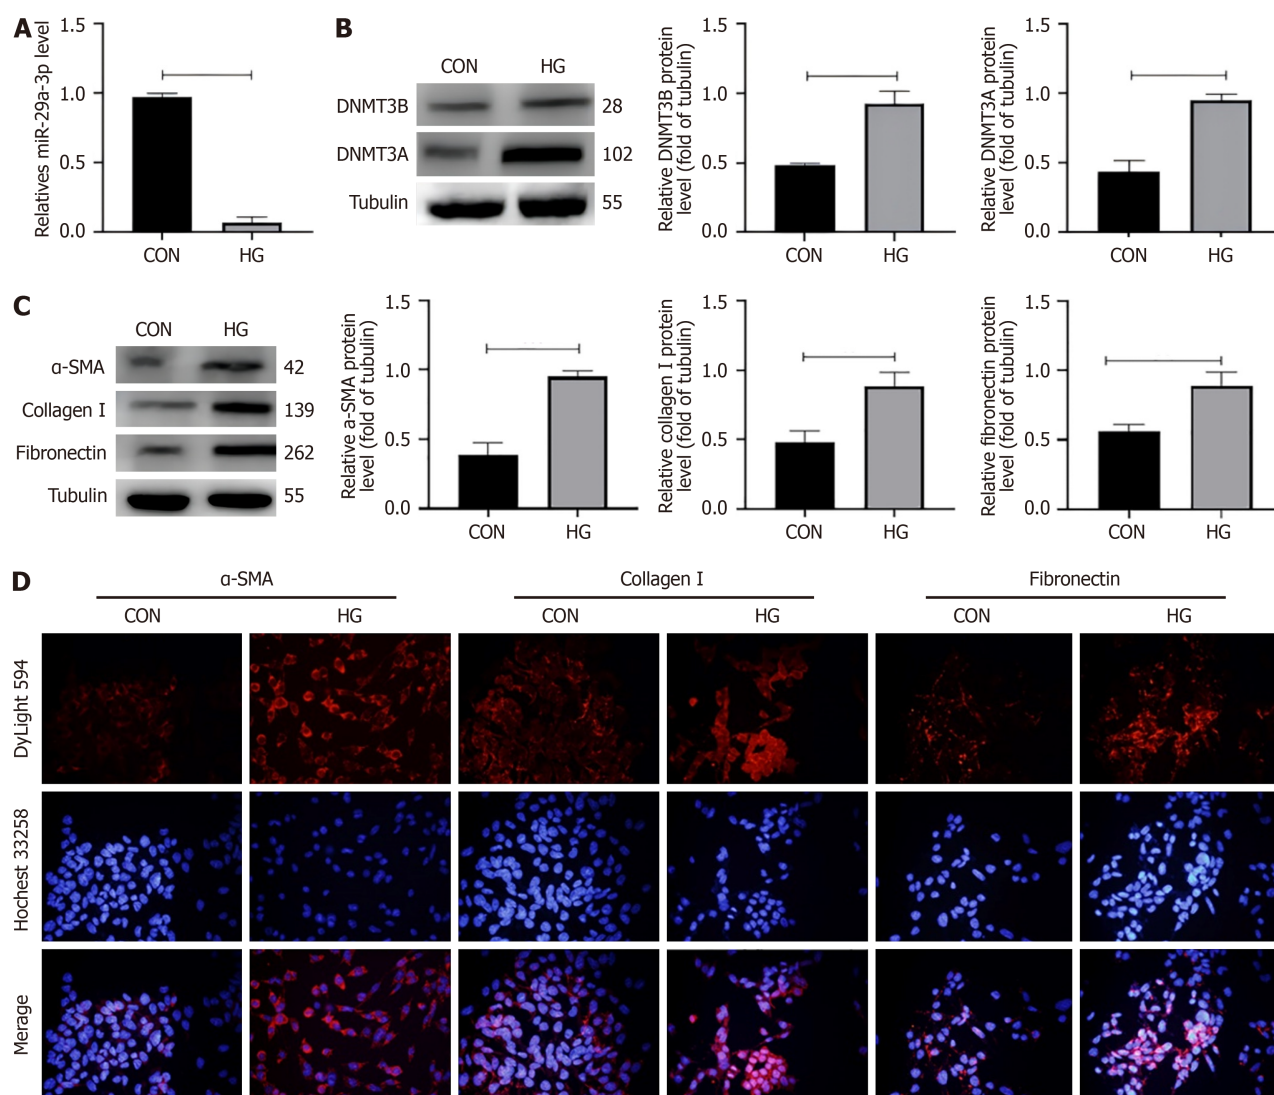 A
Relatives miR-29a-3p level
1.5
1.0
0.5
0.0
CON
HG
B
CON
HG
DNMT3B
28
DNMT3A
102
Tubulin
55
Relative DNMT3B protein
level (fold of tubulin)
1.5
1.0
0.5
0.0
CON
HG
Relative DNMT3A protein
level (fold of tubulin)
1.5
1.0
0.5
0.0
CON
HG
C
CON
HG
α-SMA
42
Collagen I
139
Fibronectin
262
Tubulin
55
Relative a-SMA protein
level (fold of tubulin)
1.5
1.0
0.5
0.0
CON
HG
Relative collagen I protein
level (fold of tubulin)
1.5
1.0
0.5
0.0
CON
HG
Relative fibronectin protein
level (fold of tubulin)
1.5
1.0
0.5
0.0
CON
HG
D
α-SMA
Collagen I
Fibronectin
CON
HG
CON
HG
CON
HG
DyLight 594
Hochest 33258
Merage